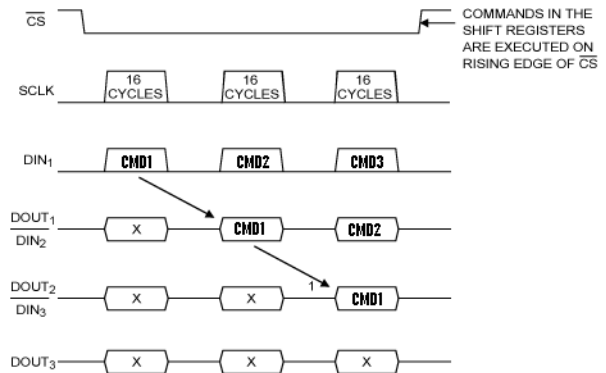 CS
COMMANDS IN THE
SHIFT REGISTERS
ARE EXECUTED ON
RISING EDGE OF CS
SCLK
16
CYCLES
16
CYCLES
16
CYCLES
DIN1
CMD1
CMD2
CMD3
DOUT1
DIN2
X
CMD1
CMD2
DOUT2
DIN3
X
X
1
CMD1
DOUT3
X
X
X